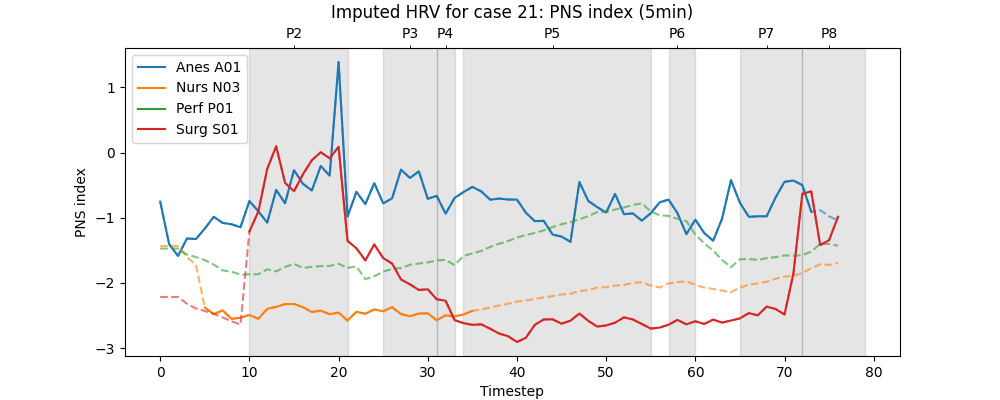 Imputed HRV for case 21: PNS index (5min)
P2 P3 P4 P5 P6 P7 P8
Anes A01
Nurs N03
Perf P01
Surg S01
PNS index
1
0
−1
−2
−3
0 10 20 30 40 50 60 70 80
Timestep